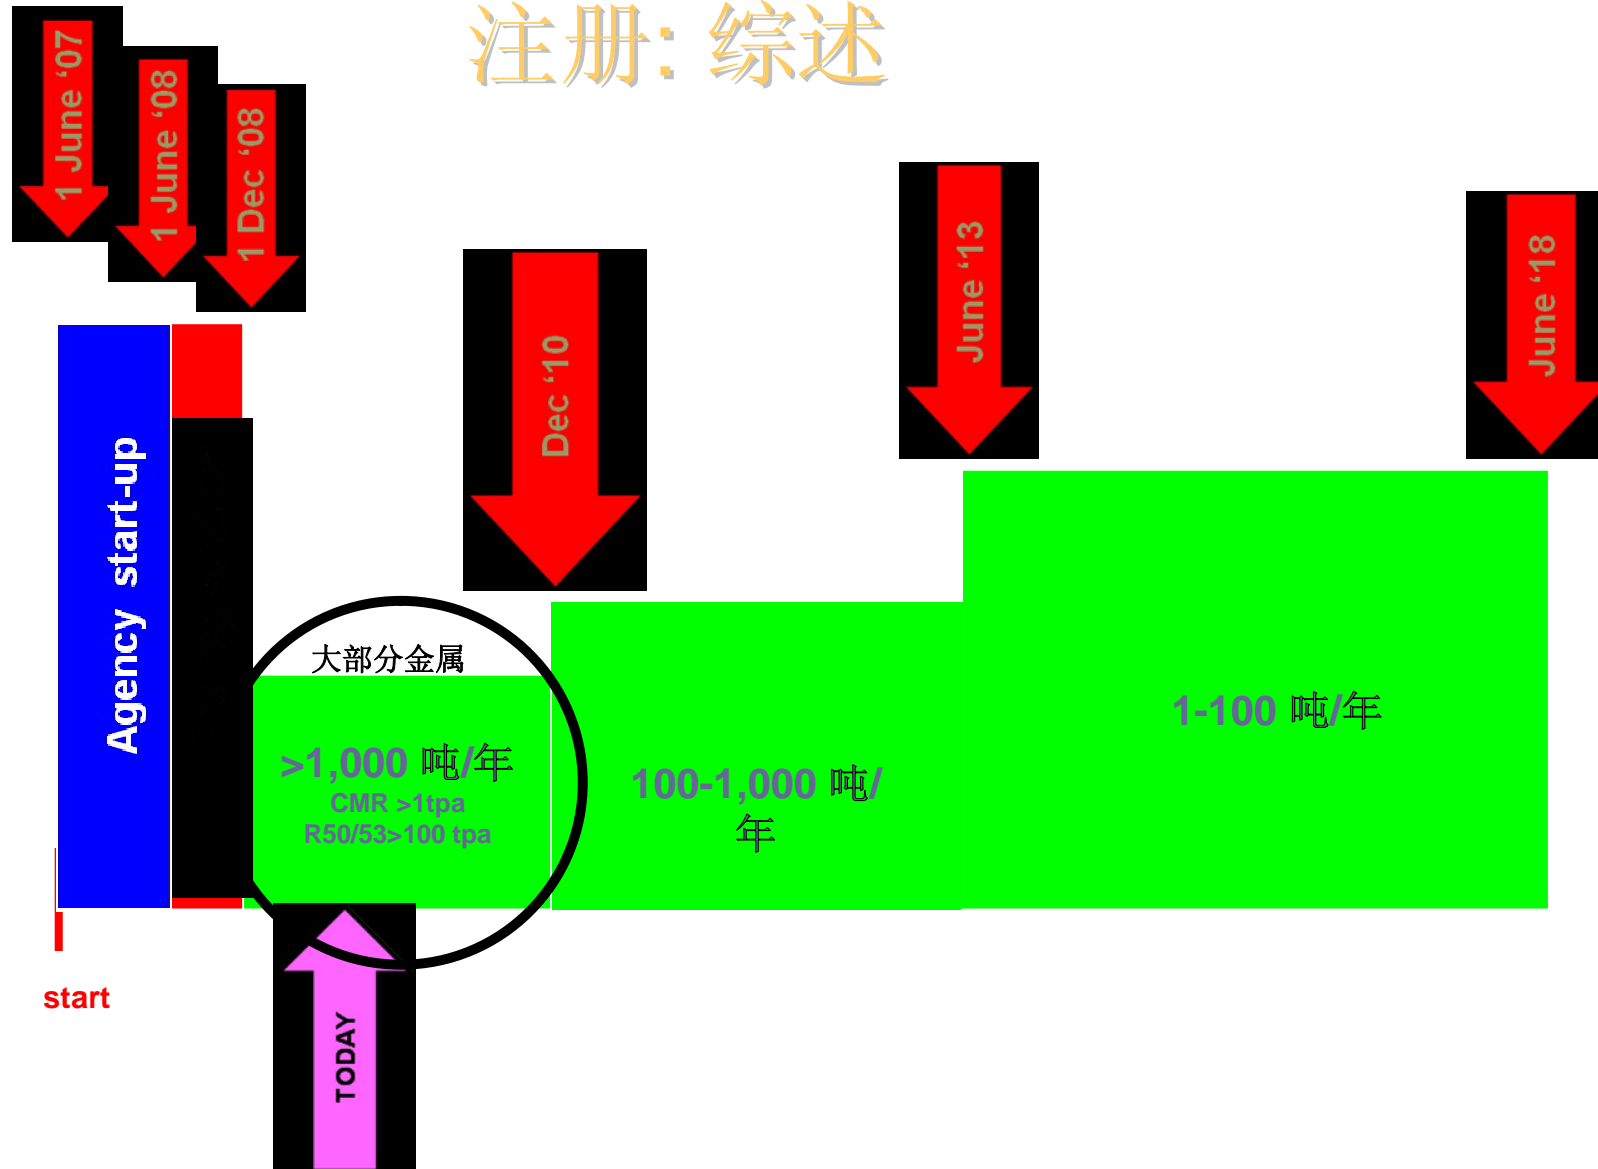 注册: 综述
1 June ‘07
1 June ‘08
1 Dec ‘08
Dec ‘10
June ‘13
June ‘18
Agency start-up
大部分金属
>1,000 吨/年
CMR >1tpa
R50/53>100 tpa
100-1,000 吨/
年
1-100 吨/年
start
TODAY